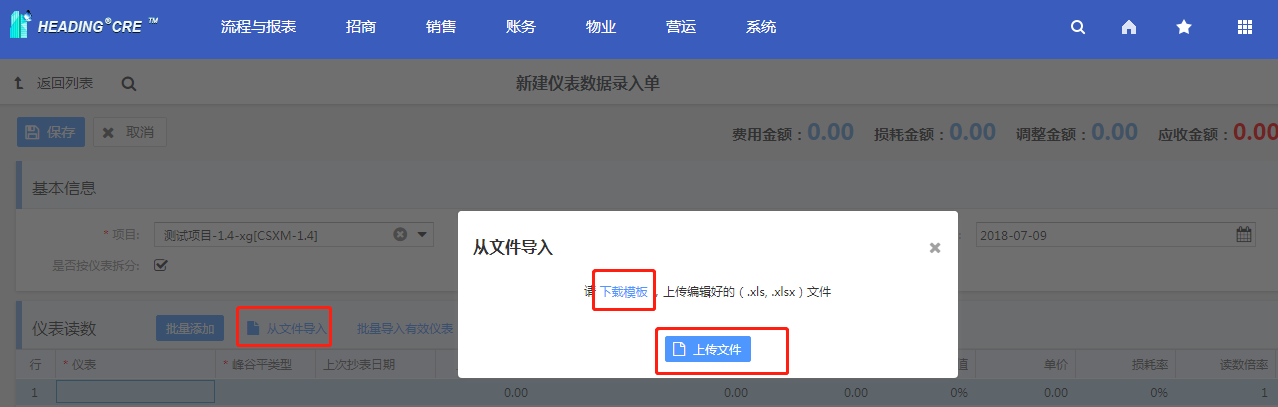 HEADING®CRE ™ 流程与报表 招商 销售 账务 物业 营运 系统
返回列表 新建仪表数据录入单
保存 取消 费用金额：0.00 损耗金额：0.00 调整金额：0.00 应收金额：0.00
基本信息
* 项目: 测试项目-1.4-xg[CSXM-1.4] 2018-07-09
是否按仪表拆分:
从文件导入
请 下载模板 ，上传编辑好的（ .xls, .xlsx）文件
上传文件
仪表读数 批量添加 从文件导入 批量导入有效仪表
行 * 仪表 * 峰谷平类型 上次抄表日期 值 单价 损耗率 读数倍率
1 0.00 0.00 0.00 0% 0.00 0% 1